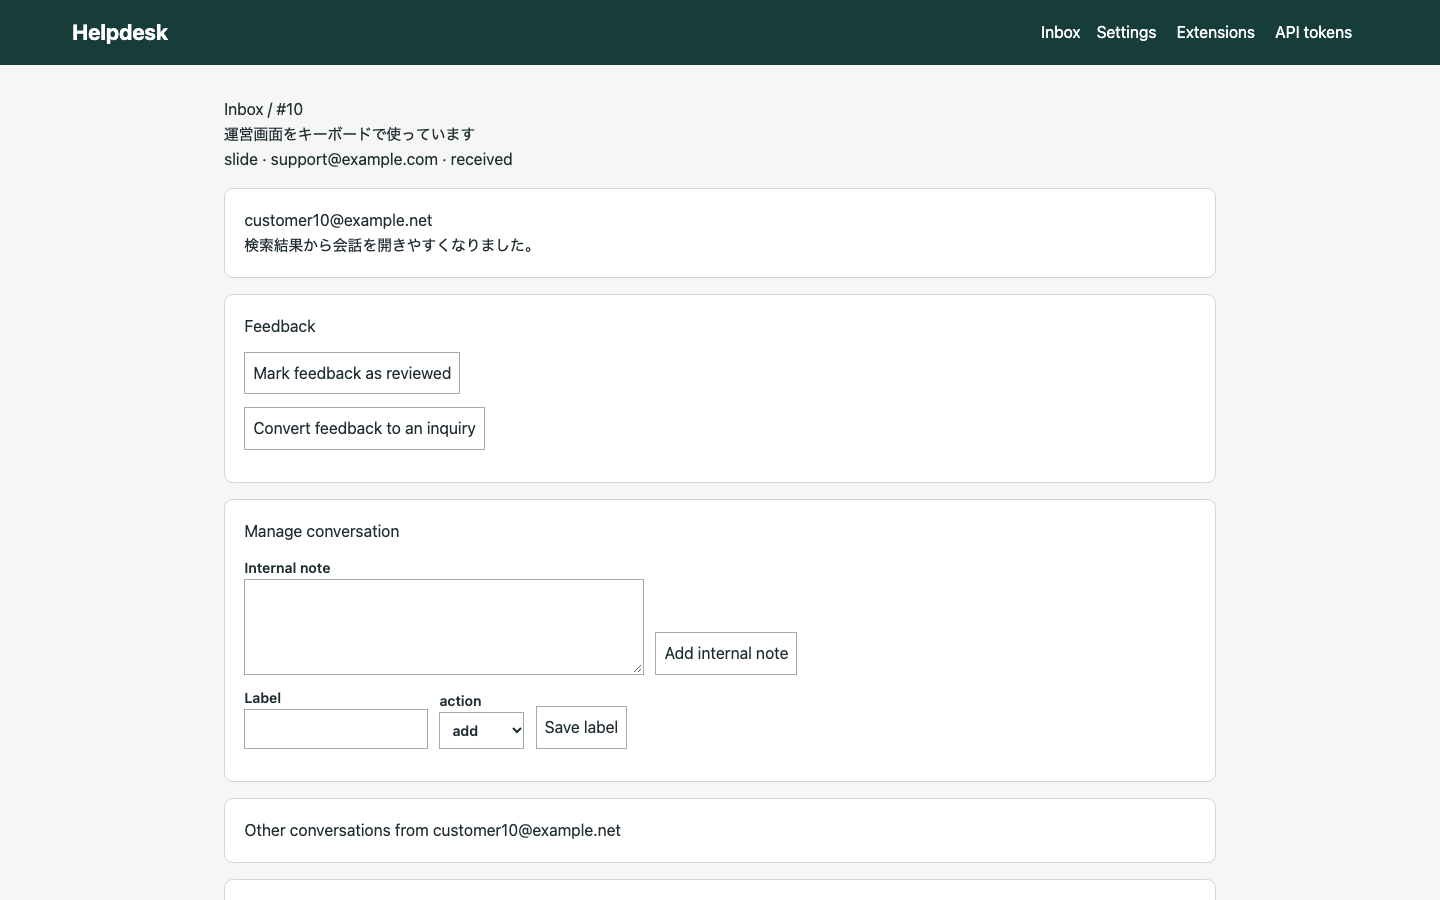 Helpdesk
Inbox Settings Extensions API tokens
Inbox / #10
運営画面をキーボードで使っています
slide · support@example.com · received
customer10@example.net
検索結果から会話を開きやすくなりました。
Feedback
Mark feedback as reviewed
Convert feedback to an inquiry
Manage conversation
Internal note
Add internal note
Label
action
add
Save label
Other conversations from customer10@example.net